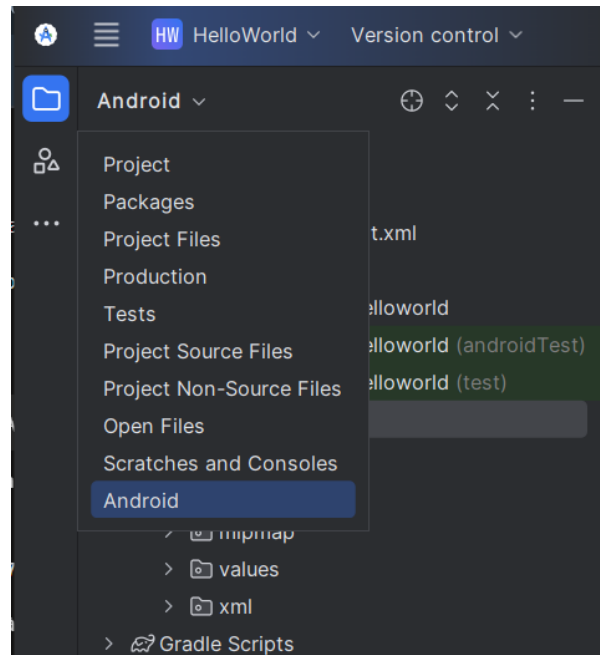 HW HelloWorld Version control
Android
Project
Packages
Project Files
t.xml
Production
Tests
elloworld
Project Source Files
elloworld (androidTest)
Project Non-Source Files
elloworld (test)
Open Files
Scratches and Consoles
Android
mipmap
values
xml
Gradle Scripts